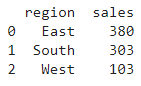 region sales
0 East 380
1 South 303
2 West 103